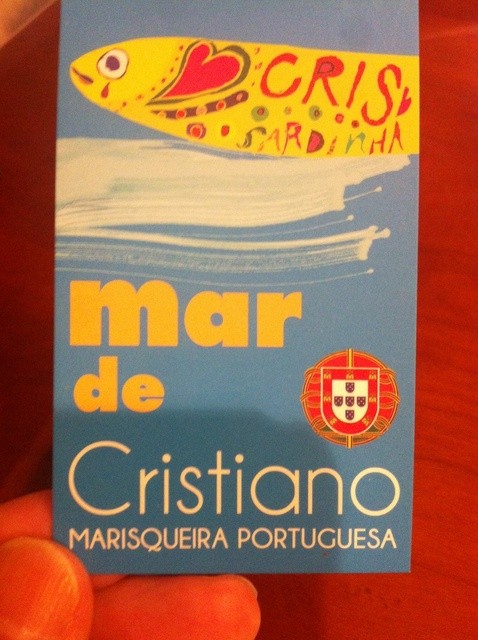 CRIS
SARDINHA
mar
de
Cristiano
MARISQUEIRA PORTUGUESA